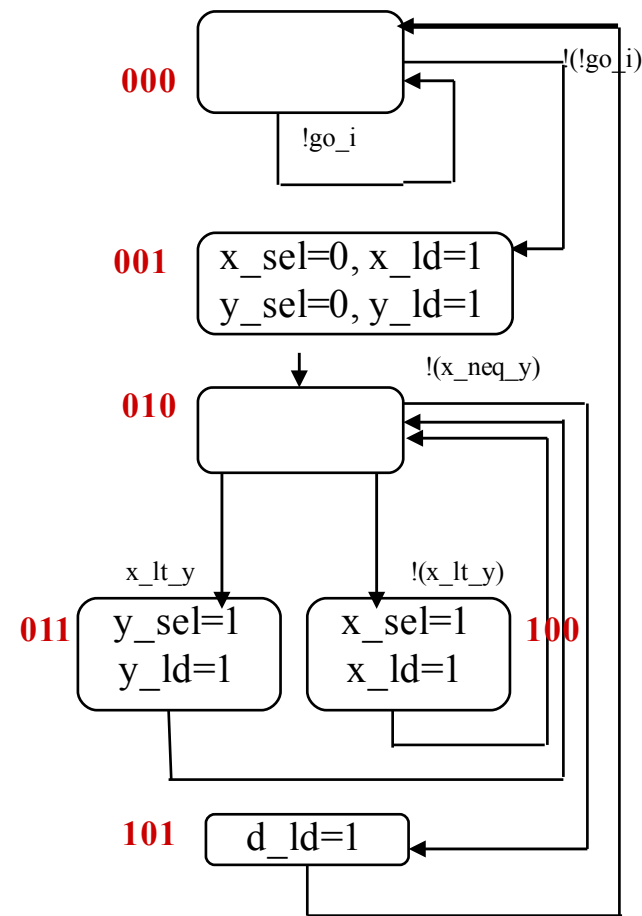 !(!go_i)
000
!go_i
001
x_sel=0, x_ld=1
y_sel=0, y_ld=1
!(x_neq_y)
010
x_lt_y
!(x_lt_y)
011
y_sel=1
y_ld=1
x_sel=1
x_ld=1
100
101
d_ld=1